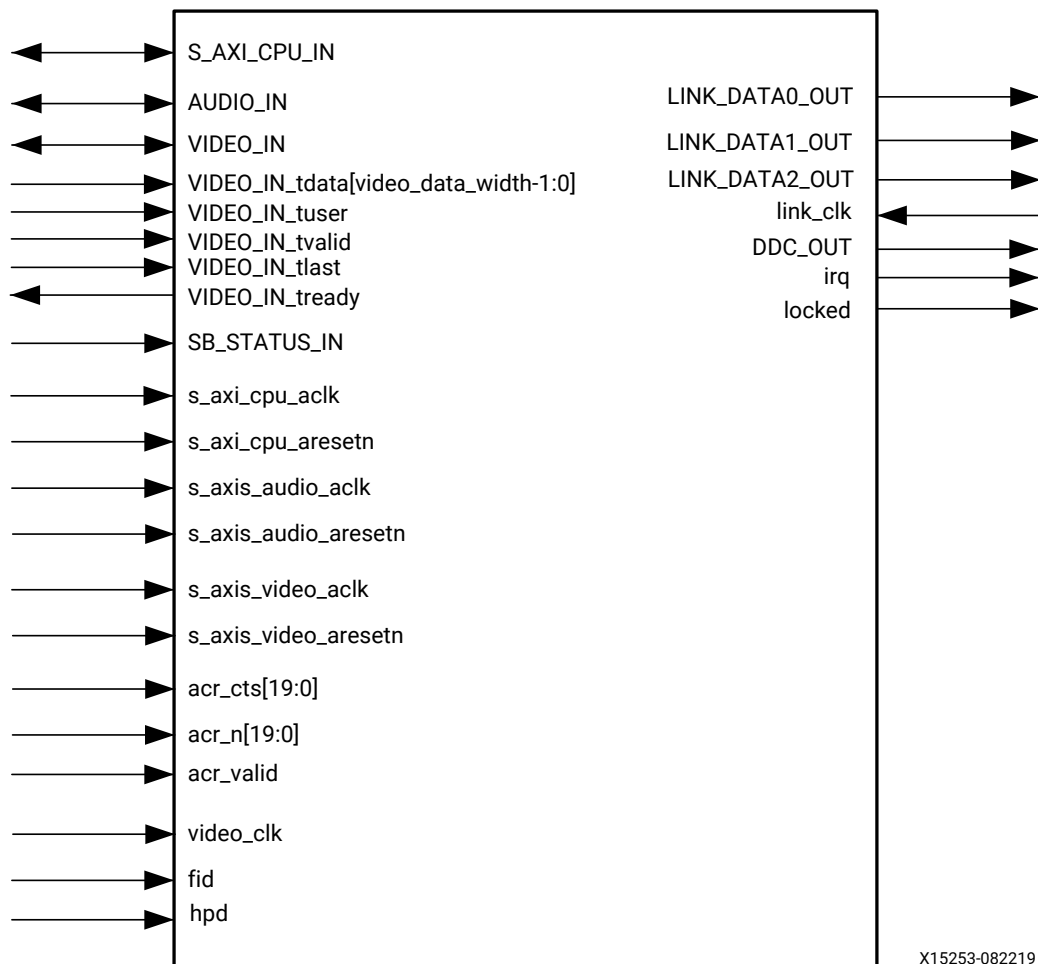 S_AXI_CPU_IN
AUDIO_IN
VIDEO_IN
VIDEO_IN_tdata[video_data_width-1:0]
VIDEO_IN_tuser
VIDEO_IN_tvalid
VIDEO_IN_tlast
VIDEO_IN_tready
SB_STATUS_IN
s_axi_cpu_aclk
s_axi_cpu_aresetn
s_axis_audio_aclk
s_axis_audio_aresetn
s_axis_video_aclk
s_axis_video_aresetn
acr_cts[19:0]
acr_n[19:0]
acr_valid
video_clk
fid
hpd
LINK_DATA0_OUT
LINK_DATA1_OUT
LINK_DATA2_OUT
link_clk
DDC_OUT
irq
locked
X15253-082219